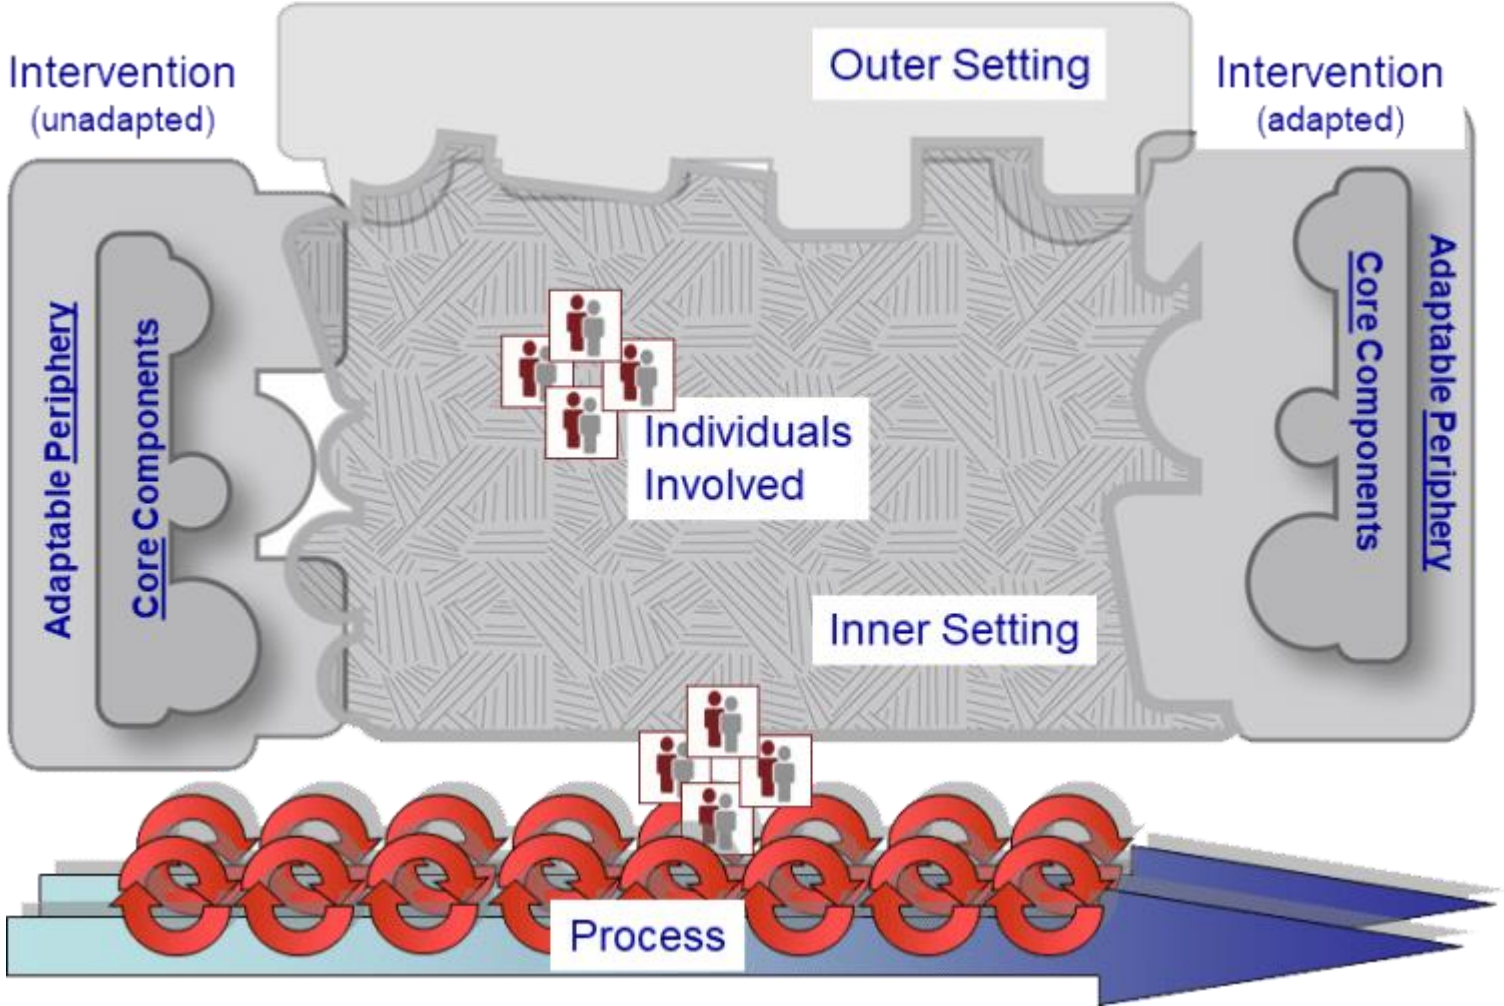 Outer Setting
Intervention
(unadapted)
Intervention
(adapted)
Adaptable Periphery
Core Components
Individuals
Involved
Inner Setting
Core Components
Adaptable Periphery
Process